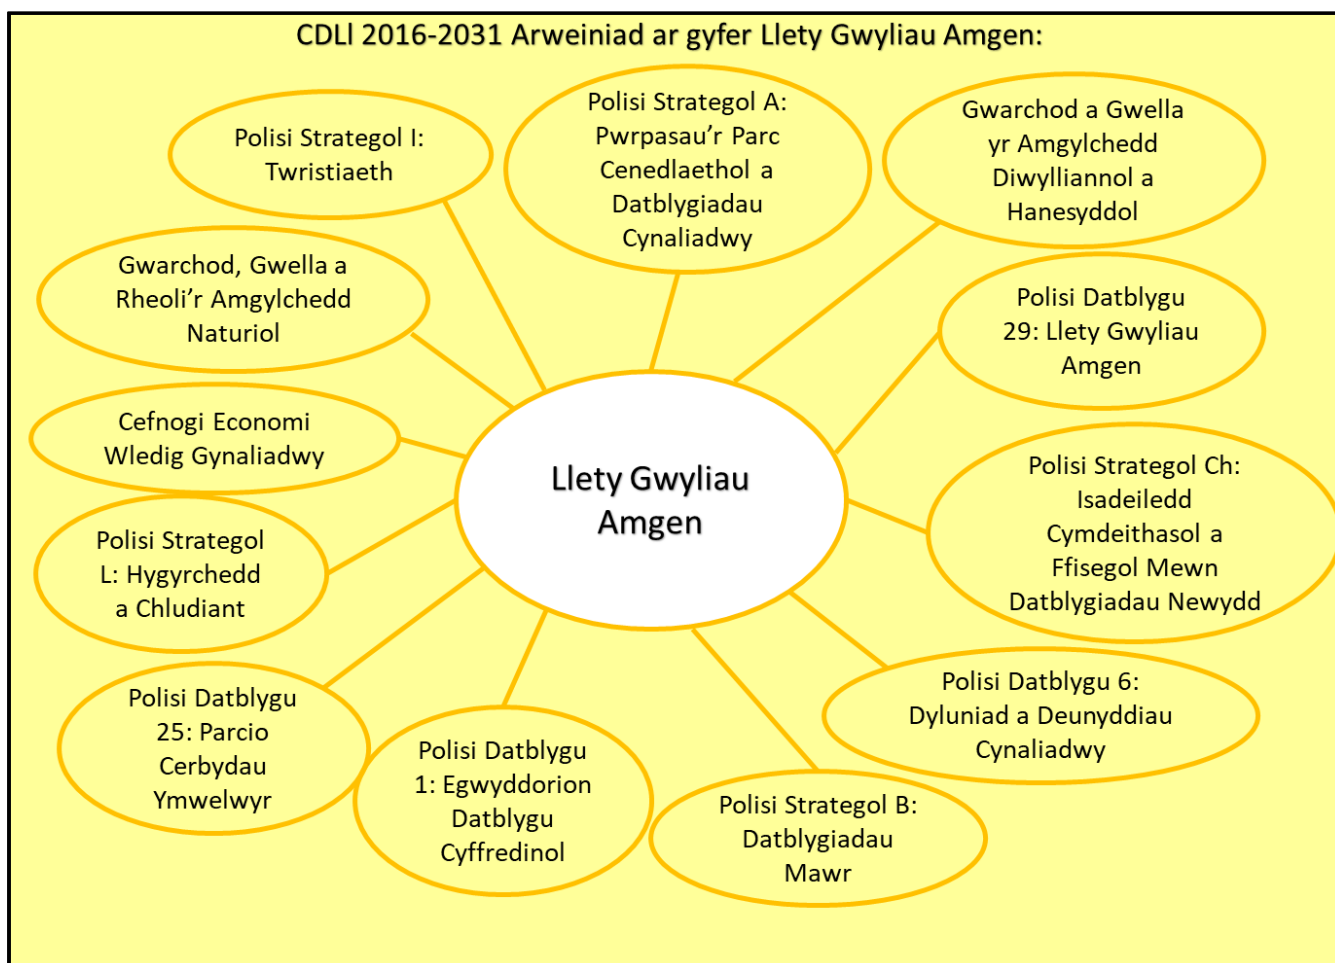 CDLl 2016-2031 Arweiniad ar gyfer Llety Gwyliau Amgen:
Polisi Strategol I:
Twristiaeth
Polisi Strategol A:
Pwrpasau’r Parc
Cenedlaethol a
Datblygiadau
Cynaliadwy
Gwarchod a Gwella
yr Amgylchedd
Diwylliannol a
Hanesyddol
Gwarchod, Gwella a
Rheoli’r Amgylchedd
Naturiol
Polisi Datblygu
29: Llety Gwyliau
Amgen
Cefnogi Economi
Wledig Gynaliadwy
Llety Gwyliau
Amgen
Polisi Strategol Ch:
Isadeiledd
Cymdeithasol a
Ffisegol Mewn
Datblygiadau Newydd
Polisi Strategol
L: Hygyrchedd
a Chludiant
Polisi Datblygu
25: Parcio
Cerbydau
Ymwelwyr
Polisi Datblygu
1: Egwyddorion
Datblygu
Cyffredinol
Polisi Strategol B:
Datblygiadau
Mawr
Polisi Datblygu 6:
Dyluniad a Deunyddiau
Cynaliadwy